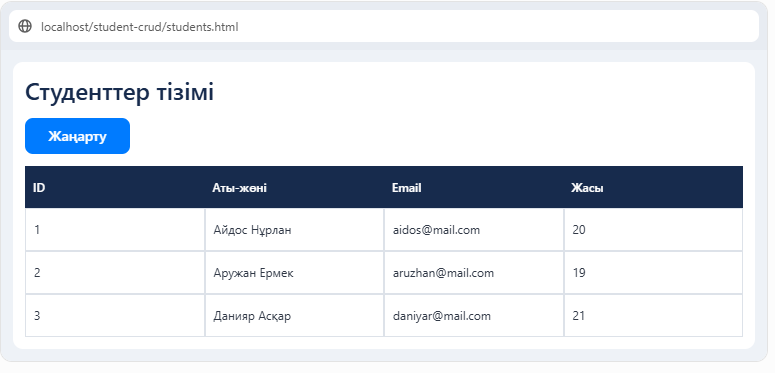 localhost/student-crud/students.html
Студенттер тізімі
Жаңарту
ID Аты-жөні Email Жасы
1 Айдос Нұрлан aidos@mail.com 20
2 Аружан Ермек aruzhan@mail.com 19
3 Данияр Асқар daniyar@mail.com 21